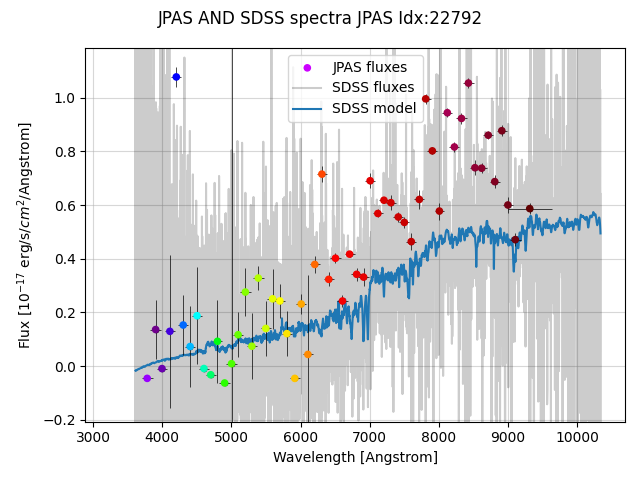 JPAS AND SDSS spectra JPAS Idx:22792
JPAS fluxes
SDSS fluxes
SDSS model
1.0
0.8
0.6
0.4
0.2
0.0
−0.2
Flux [10⁻¹⁷ erg/s/cm²/Angstrom]
3000 4000 5000 6000 7000 8000 9000 10000
Wavelength [Angstrom]